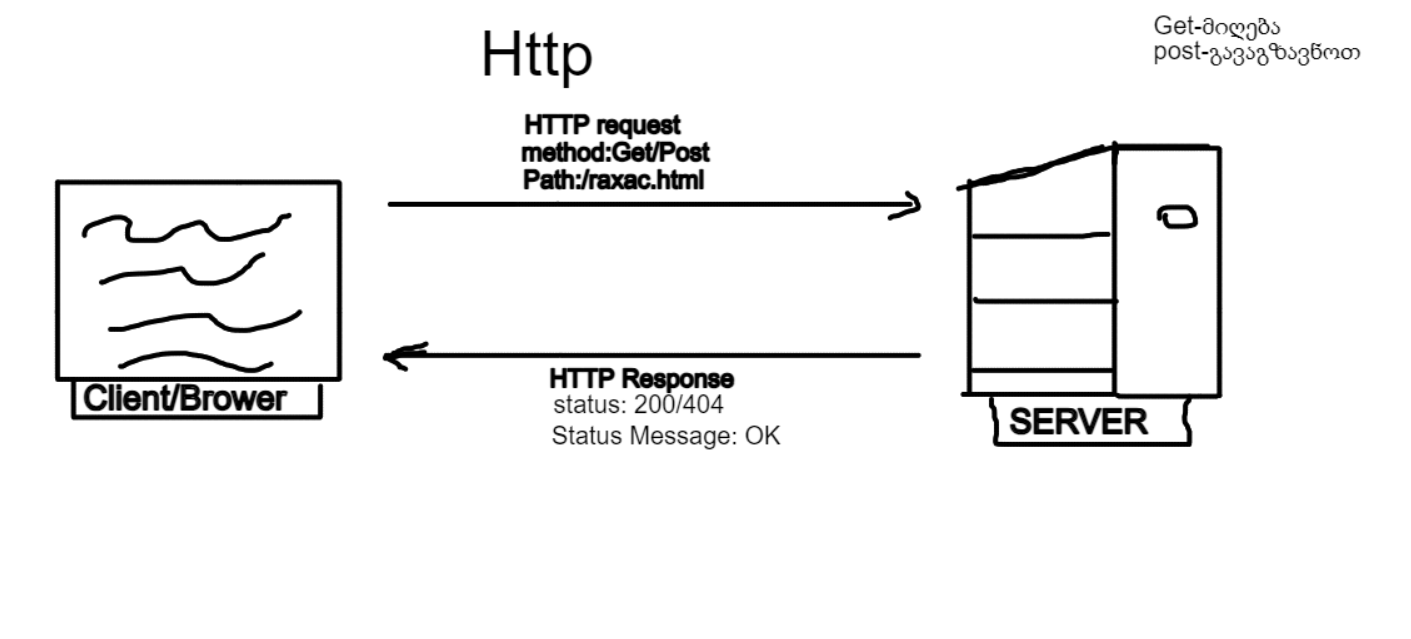 Http
Get-მიღება
post-გავაგზავნოთ
HTTP request
method:Get/Post
Path:/raxac.html
Client/Brower
HTTP Response
status: 200/404
Status Message: OK
SERVER